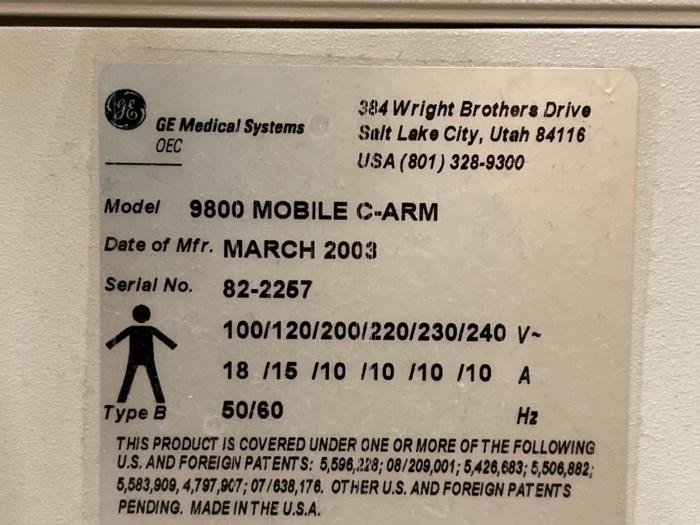 GE
384 Wright Brothers Drive
GE Medical Systems
Salt Lake City, Utah 84116
OEC
USA (801) 328-9300
Model 9800 MOBILE C-ARM
Date of Mfr. MARCH 2003
Serial No. 82-2257
100/120/200/220/230/240 V~
18 /15 /10 /10 /10 /10 A
Type B 50/60 Hz
THIS PRODUCT IS COVERED UNDER ONE OR MORE OF THE FOLLOWING
U.S. AND FOREIGN PATENTS: 5,596,228; 08/209,001; 5,426,683; 5,506,882;
5,583,909, 4,797,907; 07/638,176. OTHER U.S. AND FOREIGN PATENTS
PENDING. MADE IN THE U.S.A.